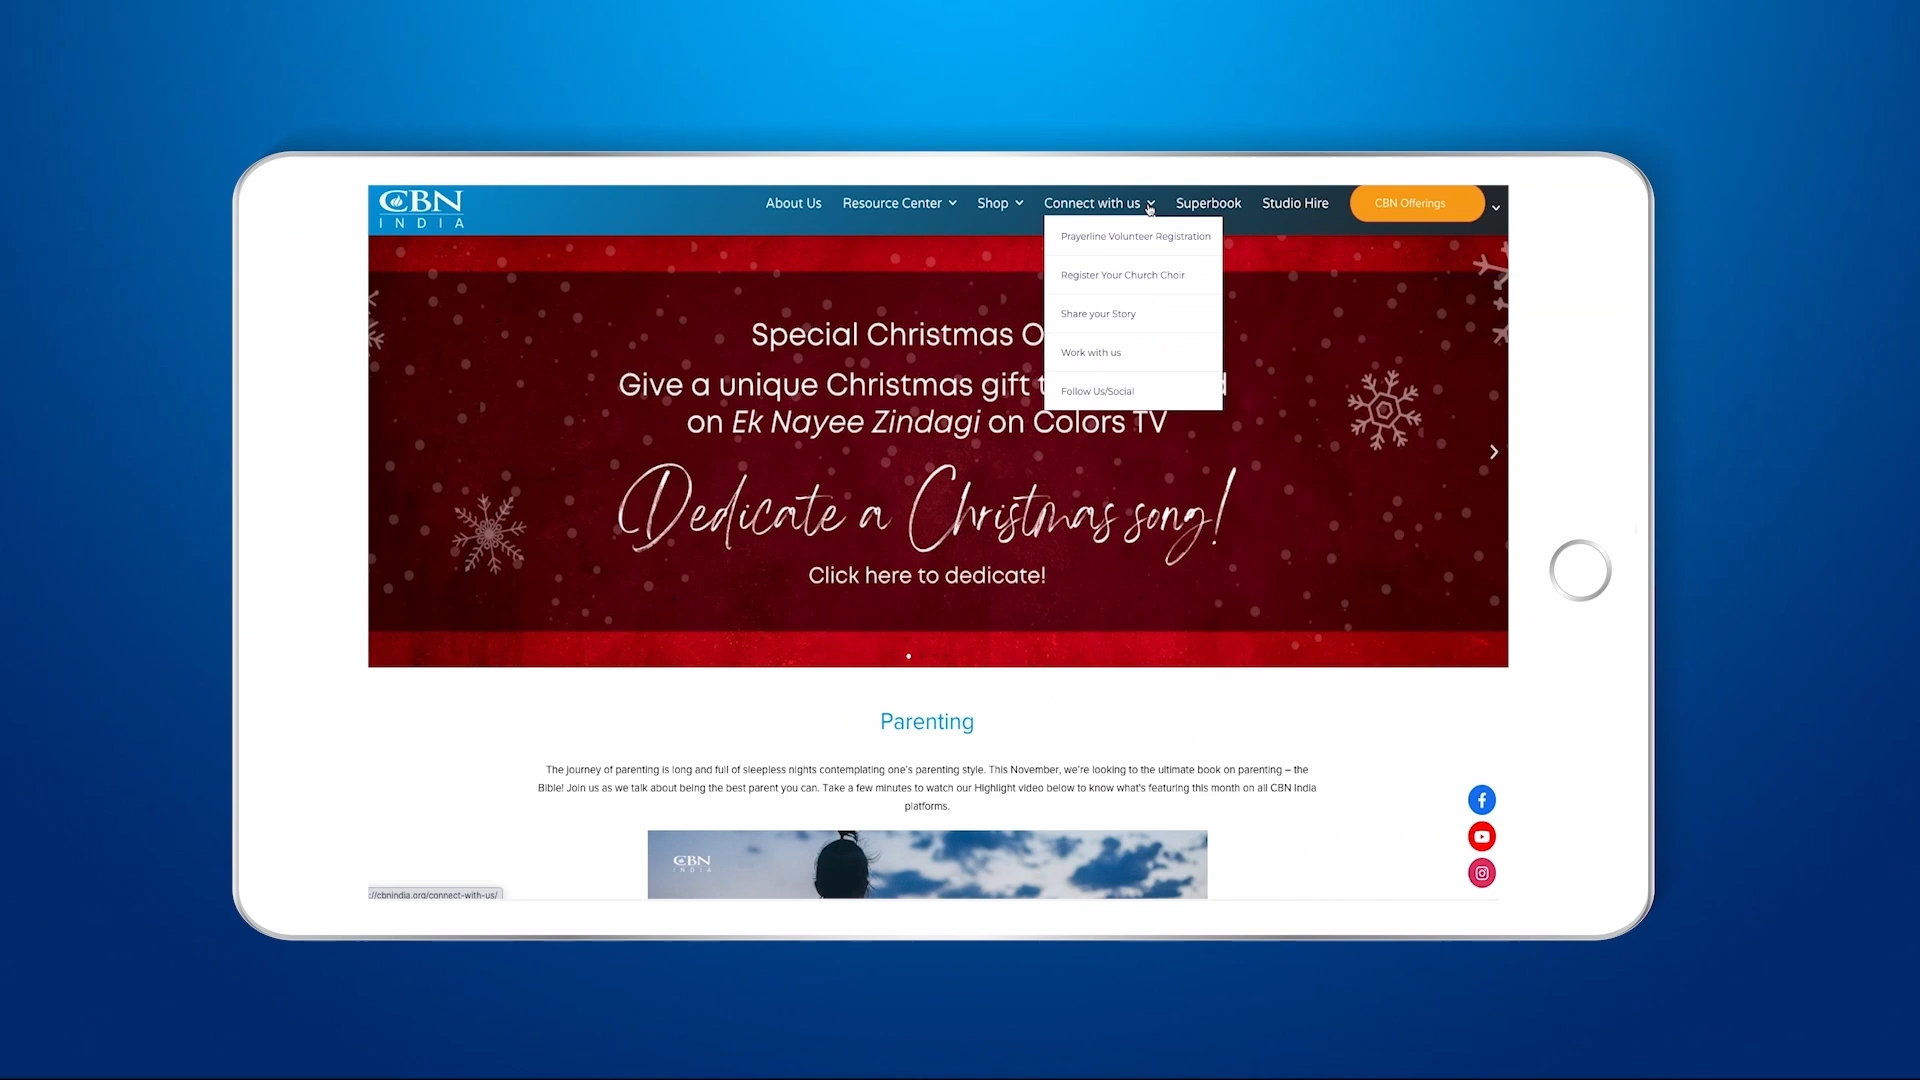 CBN
INDIA
About Us
Resource Center
Shop
Connect with us
Superbook
Studio Hire
CBN Offerings
Prayerline Volunteer Registration
Register Your Church Choir
Share your Story
Work with us
Follow Us/Social
Special Christmas O
Give a unique Christmas gift
on Ek Nayee Zindagi on Colors TV
Dedicate a Christmas song!
Click here to dedicate!
Parenting
The journey of parenting is long and full of sleepless nights contemplating one's parenting style. This November, we're looking to the ultimate book on parenting – the
Bible! Join us as we talk about being the best parent you can. Take a few minutes to watch our Highlight video below to know what's featuring this month on all CBN India
platforms.
CBN
INDIA
://cbnindia.org/connect-with-us/